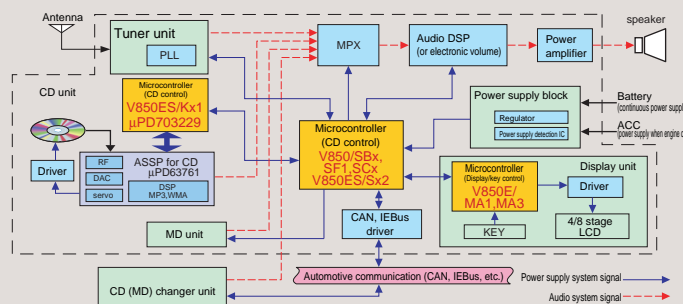 Antenna
Tuner unit
PLL
MPX
Audio DSP
(or electronic volume)
Power
amplifier
speaker
CD unit
Microcontroller
(CD control)
V850ES/Kx1
µPD703229
Driver
ASSP for CD
µPD63761
RF
DAC
servo
DSP
MP3,WMA
Microcontroller
(CD control)
V850/SBx,
SF1,SCx
V850ES/Sx2
Power supply block
Regulator
Power supply detection IC
Battery
(continuous power supply
ACC
(power supply when engine
Display unit
Microcontroller
(Display/key control)
V850E/
MA1,MA3
KEY
Driver
4/8 stage
LCD
MD unit
CAN, IEBus
driver
CD (MD) changer unit
Automotive communication (CAN, IEBus, etc.)
Power supply system signal
Audio system signal